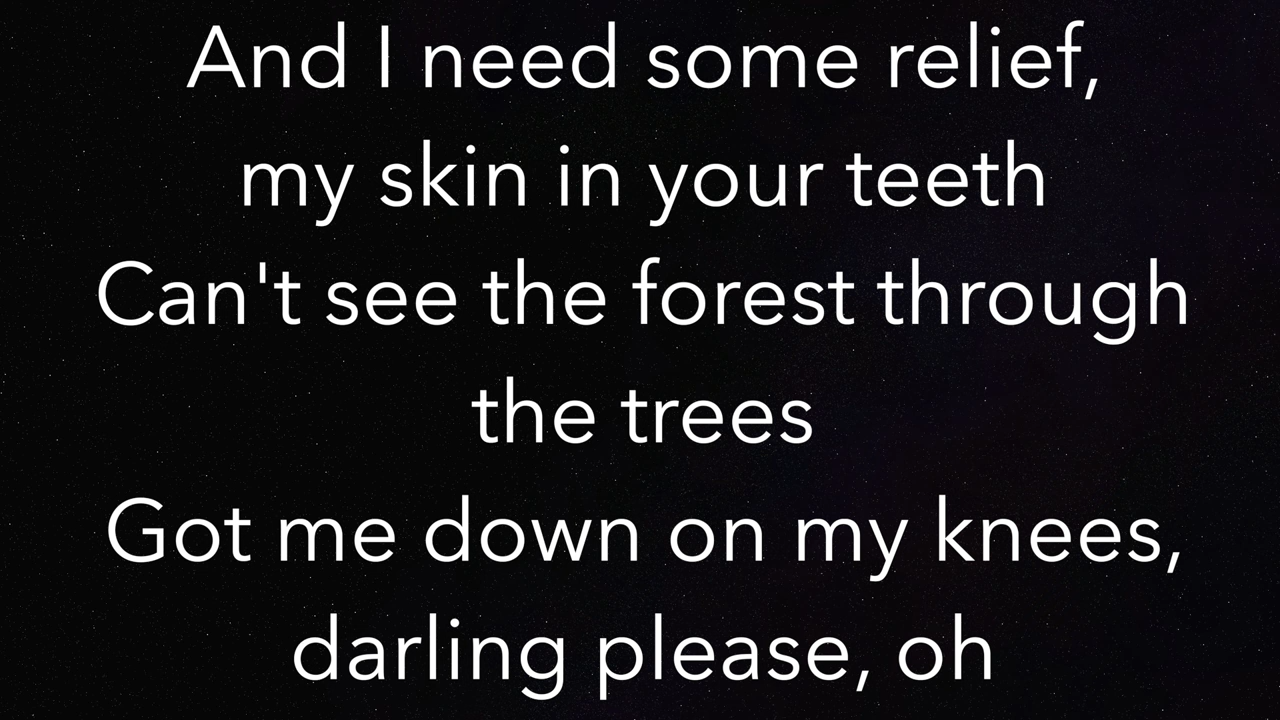 And I need some relief,
my skin in your teeth
Can't see the forest through
the trees
Got me down on my knees,
darling please, oh